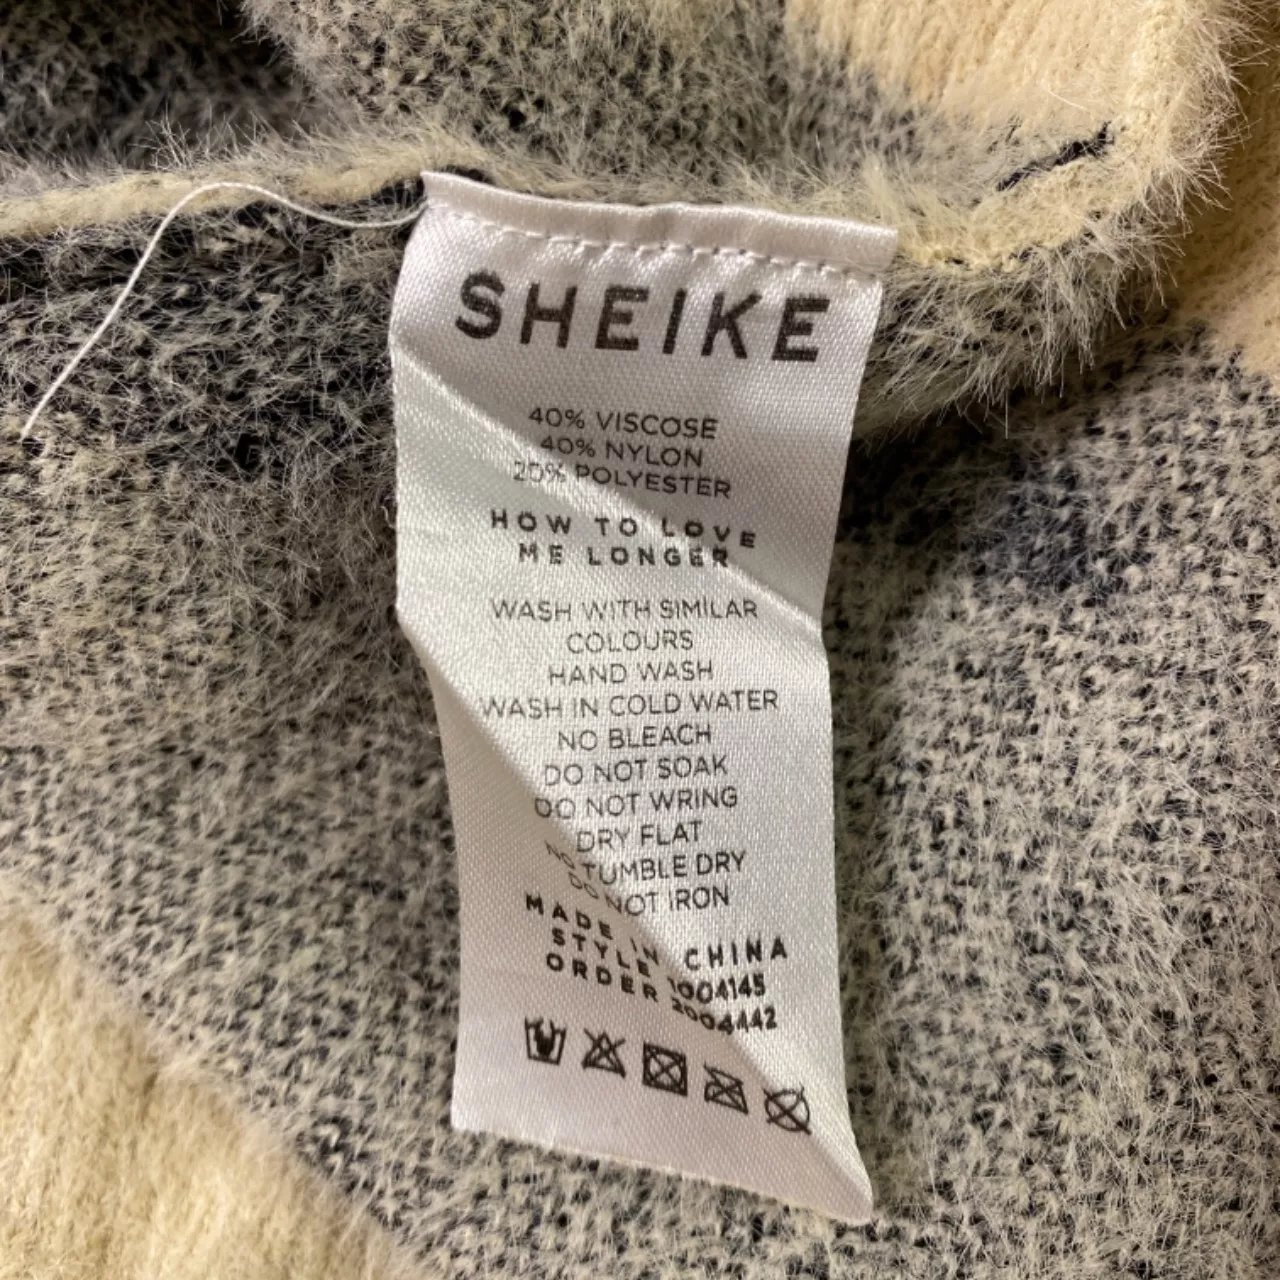 SHEIKE
40% VISCOSE
40% NYLON
20% POLYESTER
HOW TO LOVE
ME LONGER
WASH WITH SIMILAR
COLOURS
HAND WASH
WASH IN COLD WATER
NO BLEACH
DO NOT SOAK
DO NOT WRING
DRY FLAT
NO TUMBLE DRY
DO NOT IRON
MADE IN CHINA
STYLE 1004145
ORDER 2004442